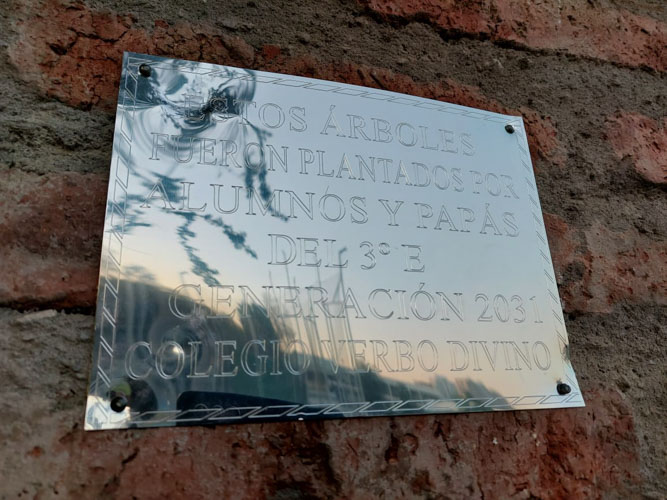 ESTOS ÁRBOLES
FUERON PLANTADOS POR
ALUMNOS Y PAPÁS
DEL 3° E
GENERACIÓN 2031
COLEGIO VERBO DIVINO